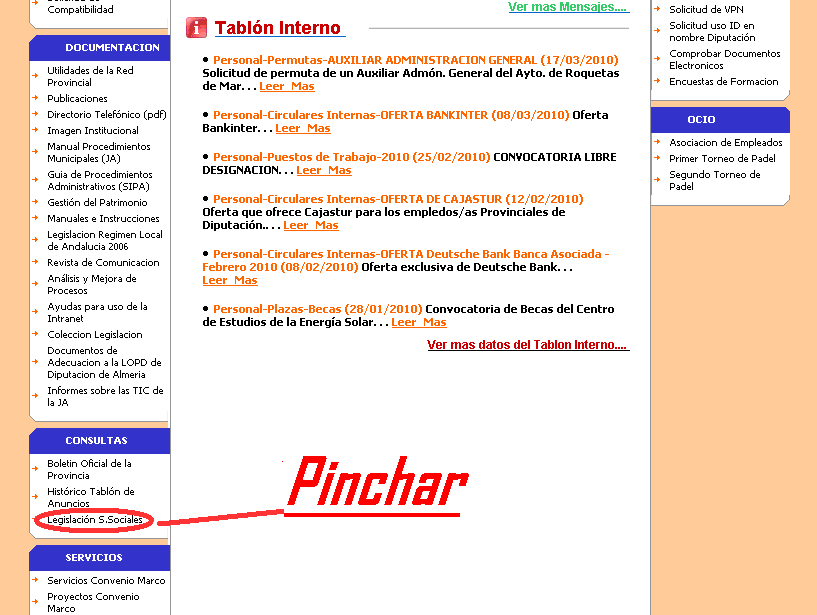 Compatibilidad
DOCUMENTACION
Utilidades de la Red
Provincial
Publicaciones
Directorio Telefónico (pdf)
Imagen Institucional
Manual Procedimientos
Municipales (JA)
Guia de Procedimientos
Administrativos (SIPA)
Gestión del Patrimonio
Manuales e Instrucciones
Legislacion Regimen Local
de Andalucia 2006
Revista de Comunicacion
Análisis y Mejora de
Procesos
Ayudas para uso de la
Intranet
Coleccion Legislacion
Documentos de
Adecuacion a la LOPD de
Diputacion de Almeria
Informes sobre las TIC de
la JA
CONSULTAS
Boletin Oficial de la
Provincia
Histórico Tablón de
Anuncios
Legislación S.Sociales
SERVICIOS
Servicios Convenio Marco
Proyectos Convenio
Marco
Ver mas Mensajes....
Tablón Interno
• Personal-Permutas-AUXILIAR ADMINISTRACION GENERAL (17/03/2010)
Solicitud de permuta de un Auxiliar Admón. General del Ayto. de Roquetas
de Mar. . . Leer Mas
• Personal-Circulares Internas-OFERTA BANKINTER (08/03/2010) Oferta
Bankinter. . . Leer Mas
• Personal-Puestos de Trabajo-2010 (25/02/2010) CONVOCATORIA LIBRE
DESIGNACION. . . Leer Mas
• Personal-Circulares Internas-OFERTA DE CAJASTUR (12/02/2010)
Oferta que ofrece Cajastur para los empledos/as Provinciales de
Diputación.. . . Leer Mas
• Personal-Circulares Internas-OFERTA Deutsche Bank Banca Asociada -
Febrero 2010 (08/02/2010) Oferta exclusiva de Deutsche Bank. . .
Leer Mas
• Personal-Plazas-Becas (28/01/2010) Convocatoria de Becas del Centro
de Estudios de la Energía Solar. . . Leer Mas
Ver mas datos del Tablon Interno....
Pinchar
Solicitud de VPN
Solicitud uso ID en
nombre Diputación
Comprobar Documentos
Electronicos
Encuestas de Formacion
OCIO
Asociacion de Empleados
Primer Torneo de Padel
Segundo Torneo de
Padel